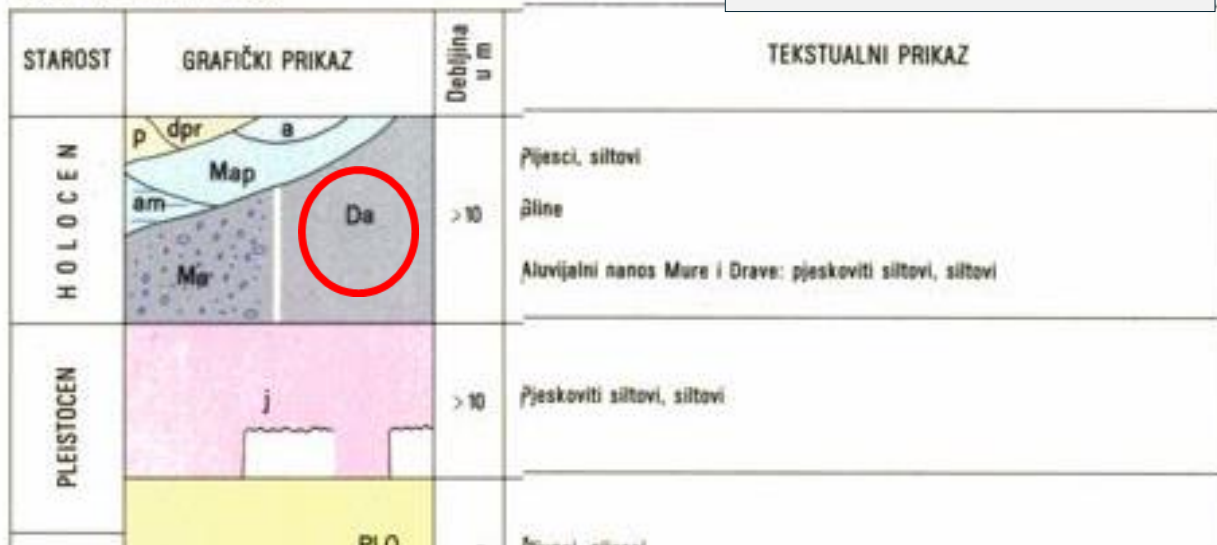 STAROST
GRAFIČKI PRIKAZ
Debljina
u m
TEKSTUALNI PRIKAZ
HOLOCEN
p dpr a
Map
am
Da
Ma
>10
Pijesci, siltovi
Gline
Aluvijalni nanos Mure i Drave: pjeskoviti siltovi, siltovi
PLEISTOCEN
j
>10
Pjeskoviti siltovi, siltovi